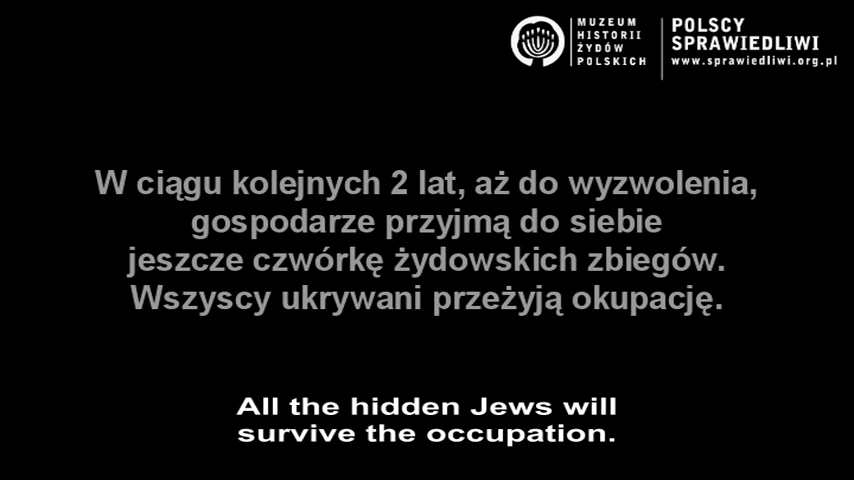 MUZEUM
HISTORII
ŻYDÓW
POLSKICH
POLSCY
SPRAWIEDLIWI
www.sprawiedliwi.org.pl
W ciągu kolejnych 2 lat, aż do wyzwolenia,
gospodarze przyjmą do siebie
jeszcze czwórkę żydowskich zbiegów.
Wszyscy ukrywani przeżyją okupację.
All the hidden Jews will
survive the occupation.